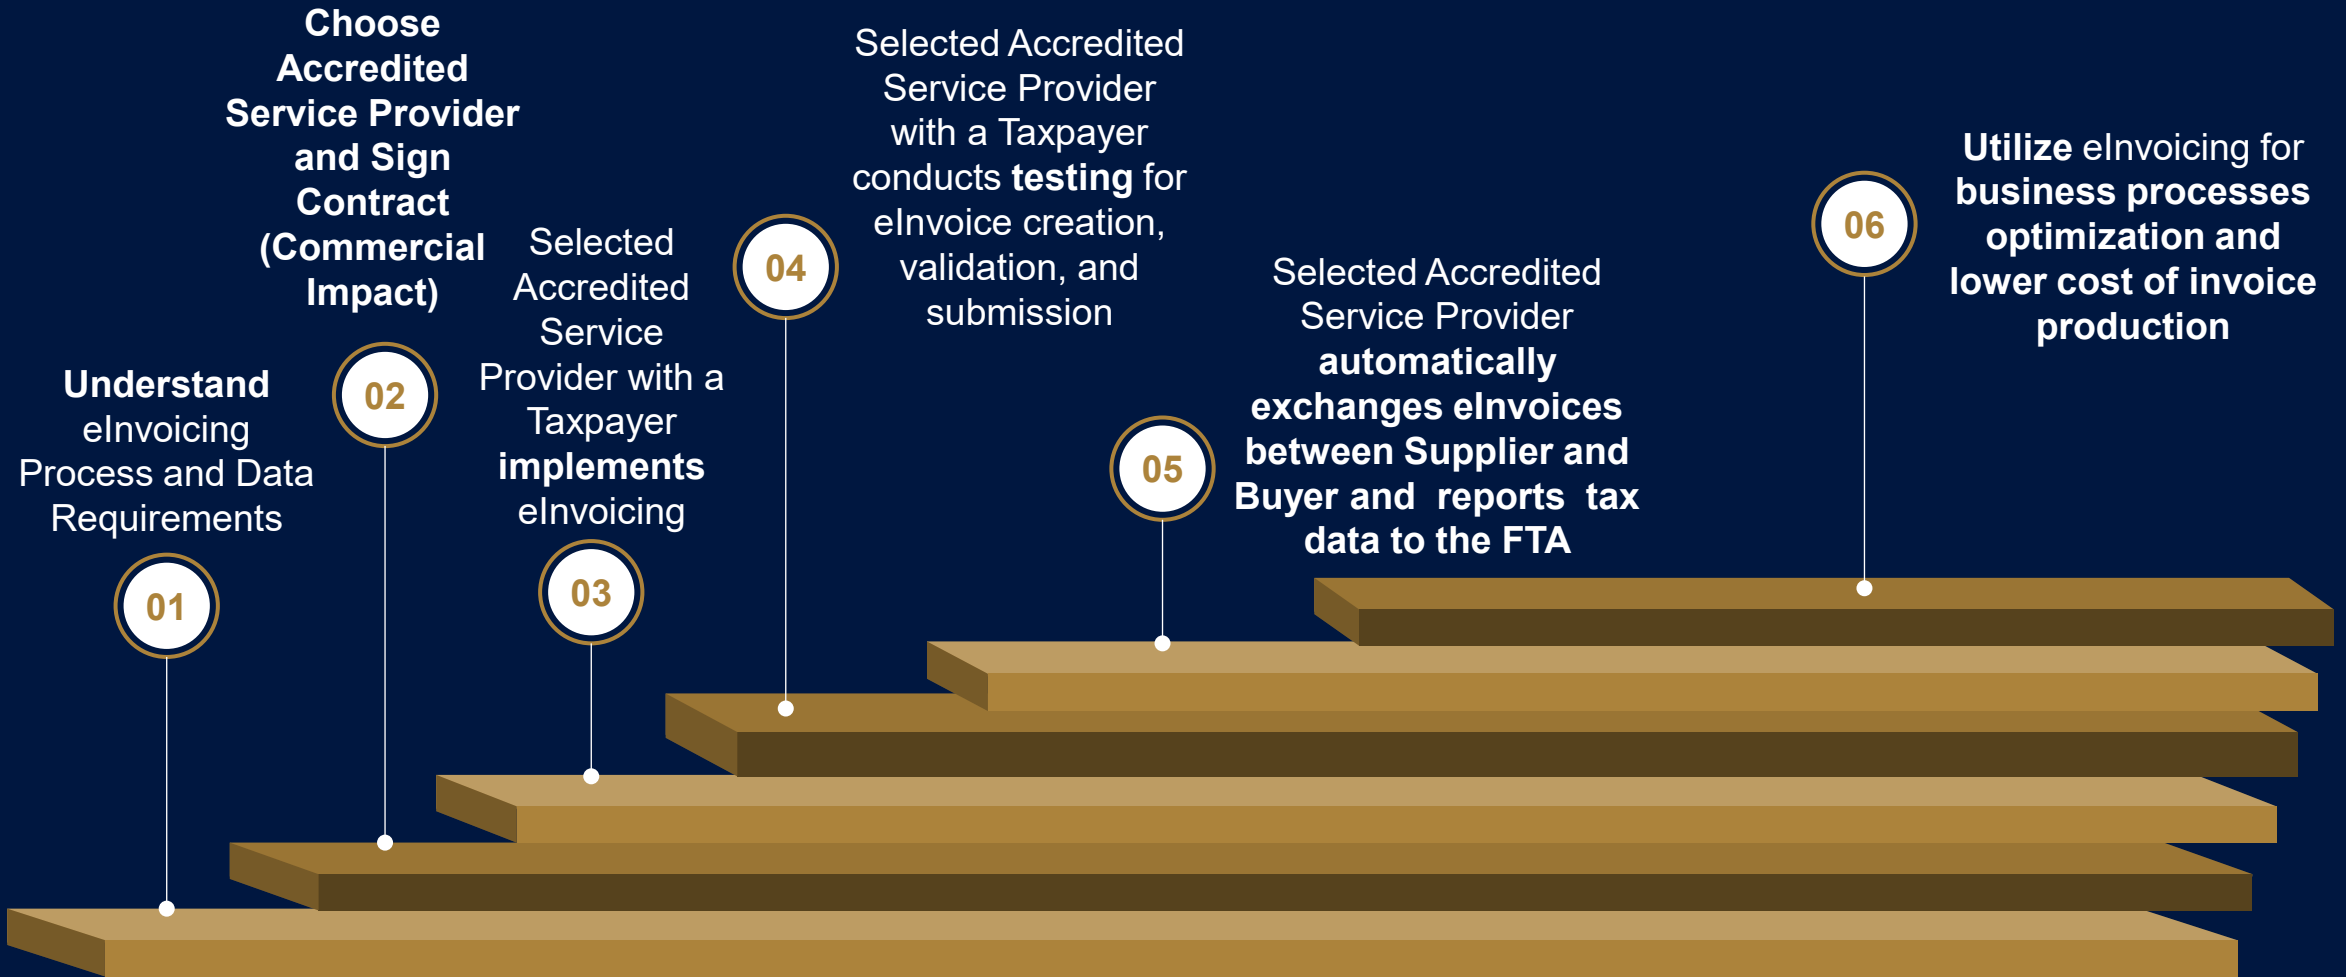 Understand
eInvoicing
Process and Data
Requirements
01
Choose
Accredited
Service Provider
and Sign
Contract
(Commercial
Impact)
02
Selected
Accredited
Service
Provider with a
Taxpayer
implements
eInvoicing
03
Selected Accredited
Service Provider
with a Taxpayer
conducts testing for
eInvoice creation,
validation, and
submission
04
Selected Accredited
Service Provider
automatically
exchanges eInvoices
between Supplier and
Buyer and  reports  tax
data to the FTA
05
Utilize eInvoicing for
business processes
optimization and
lower cost of invoice
production
06